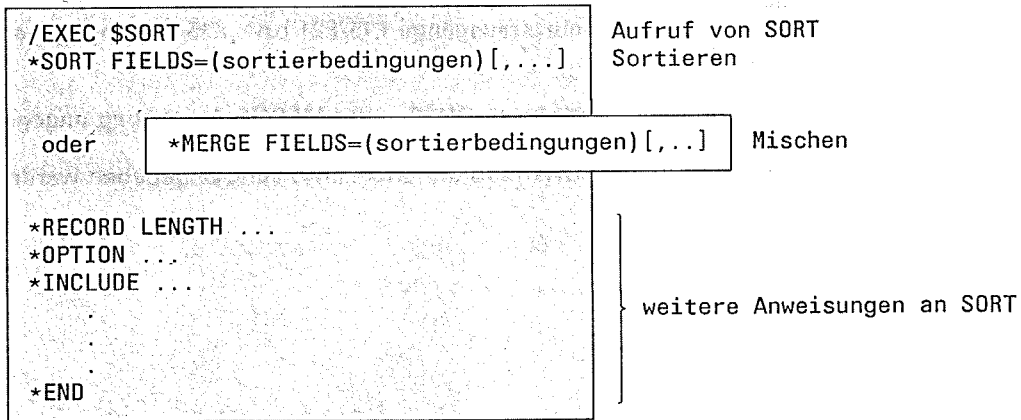 /EXEC $SORT Aufruf von SORT
*SORT FIELDS=(sortierbedingungen)[,...] Sortieren
oder *MERGE FIELDS=(sortierbedingungen)[,..] Mischen
*RECORD LENGTH ...
*OPTION ...
*INCLUDE ...
weitere Anweisungen an SORT
.
.
.
*END